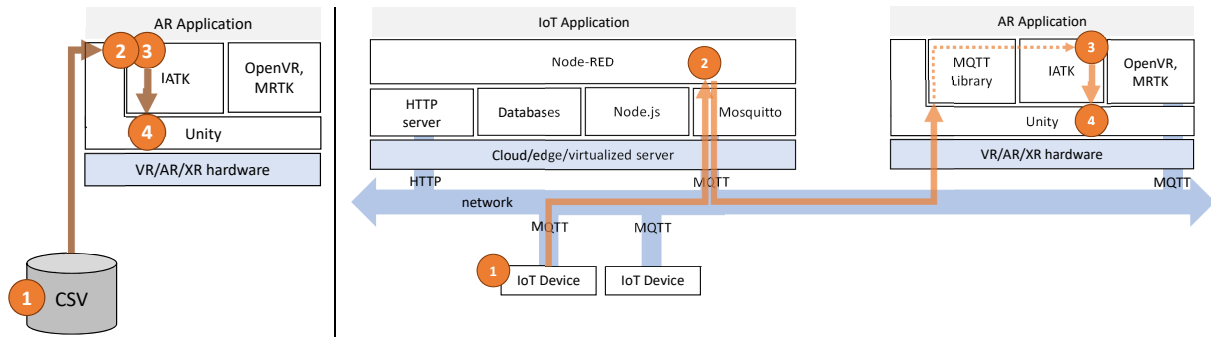 AR Application
2
3
IATK
OpenVR,
MRTK
4
Unity
VR/AR/XR hardware
1
CSV
IoT Application
Node-RED
2
HTTP
server
Databases
Node.js
Mosquitto
Cloud/edge/virtualized server
HTTP
MQTT
network
MQTT
MQTT
1
IoT Device
IoT Device
AR Application
3
MQTT
Library
IATK
OpenVR,
MRTK
Unity
4
VR/AR/XR hardware
MQTT